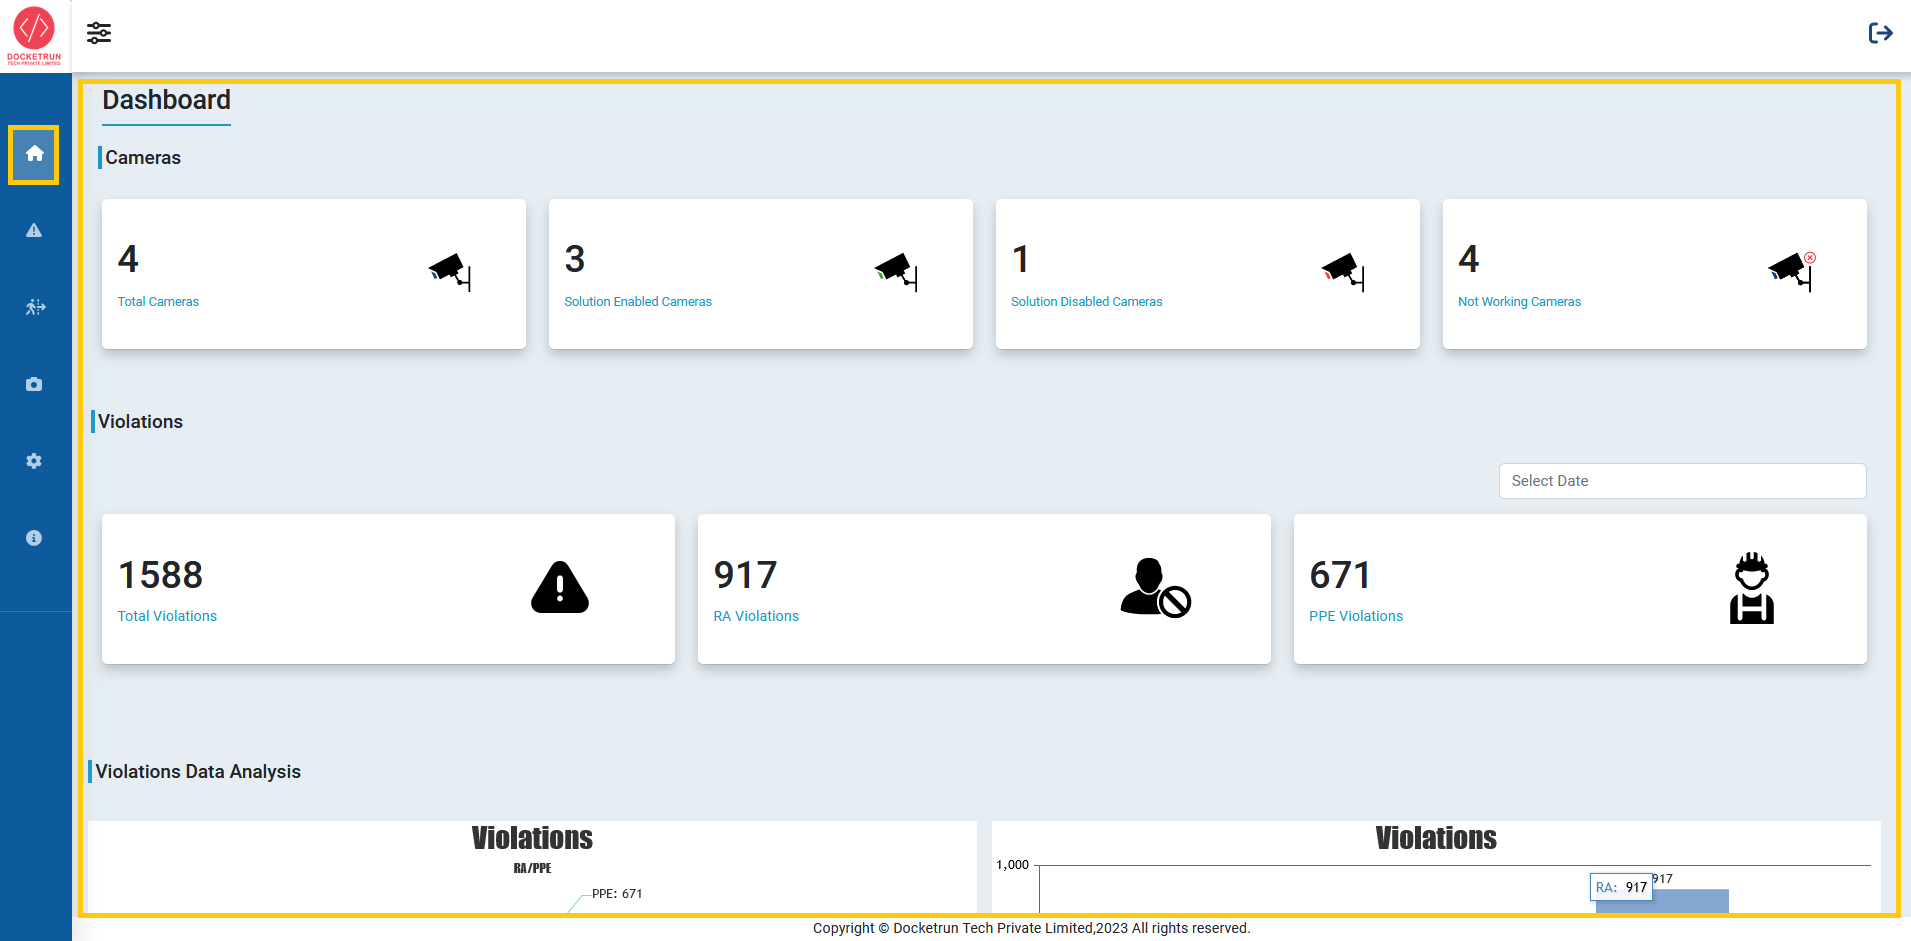 DOCKETRUN
TECH PRIVATE LIMITED
Dashboard
Cameras
4
Total Cameras
3
Solution Enabled Cameras
1
Solution Disabled Cameras
4
Not Working Cameras
Violations
Select Date
1588
Total Violations
917
RA Violations
671
PPE Violations
Violations Data Analysis
Violations
RA/PPE
PPE: 671
Violations
1,000
917
RA: 917
Copyright © Docketrun Tech Private Limited,2023 All rights reserved.